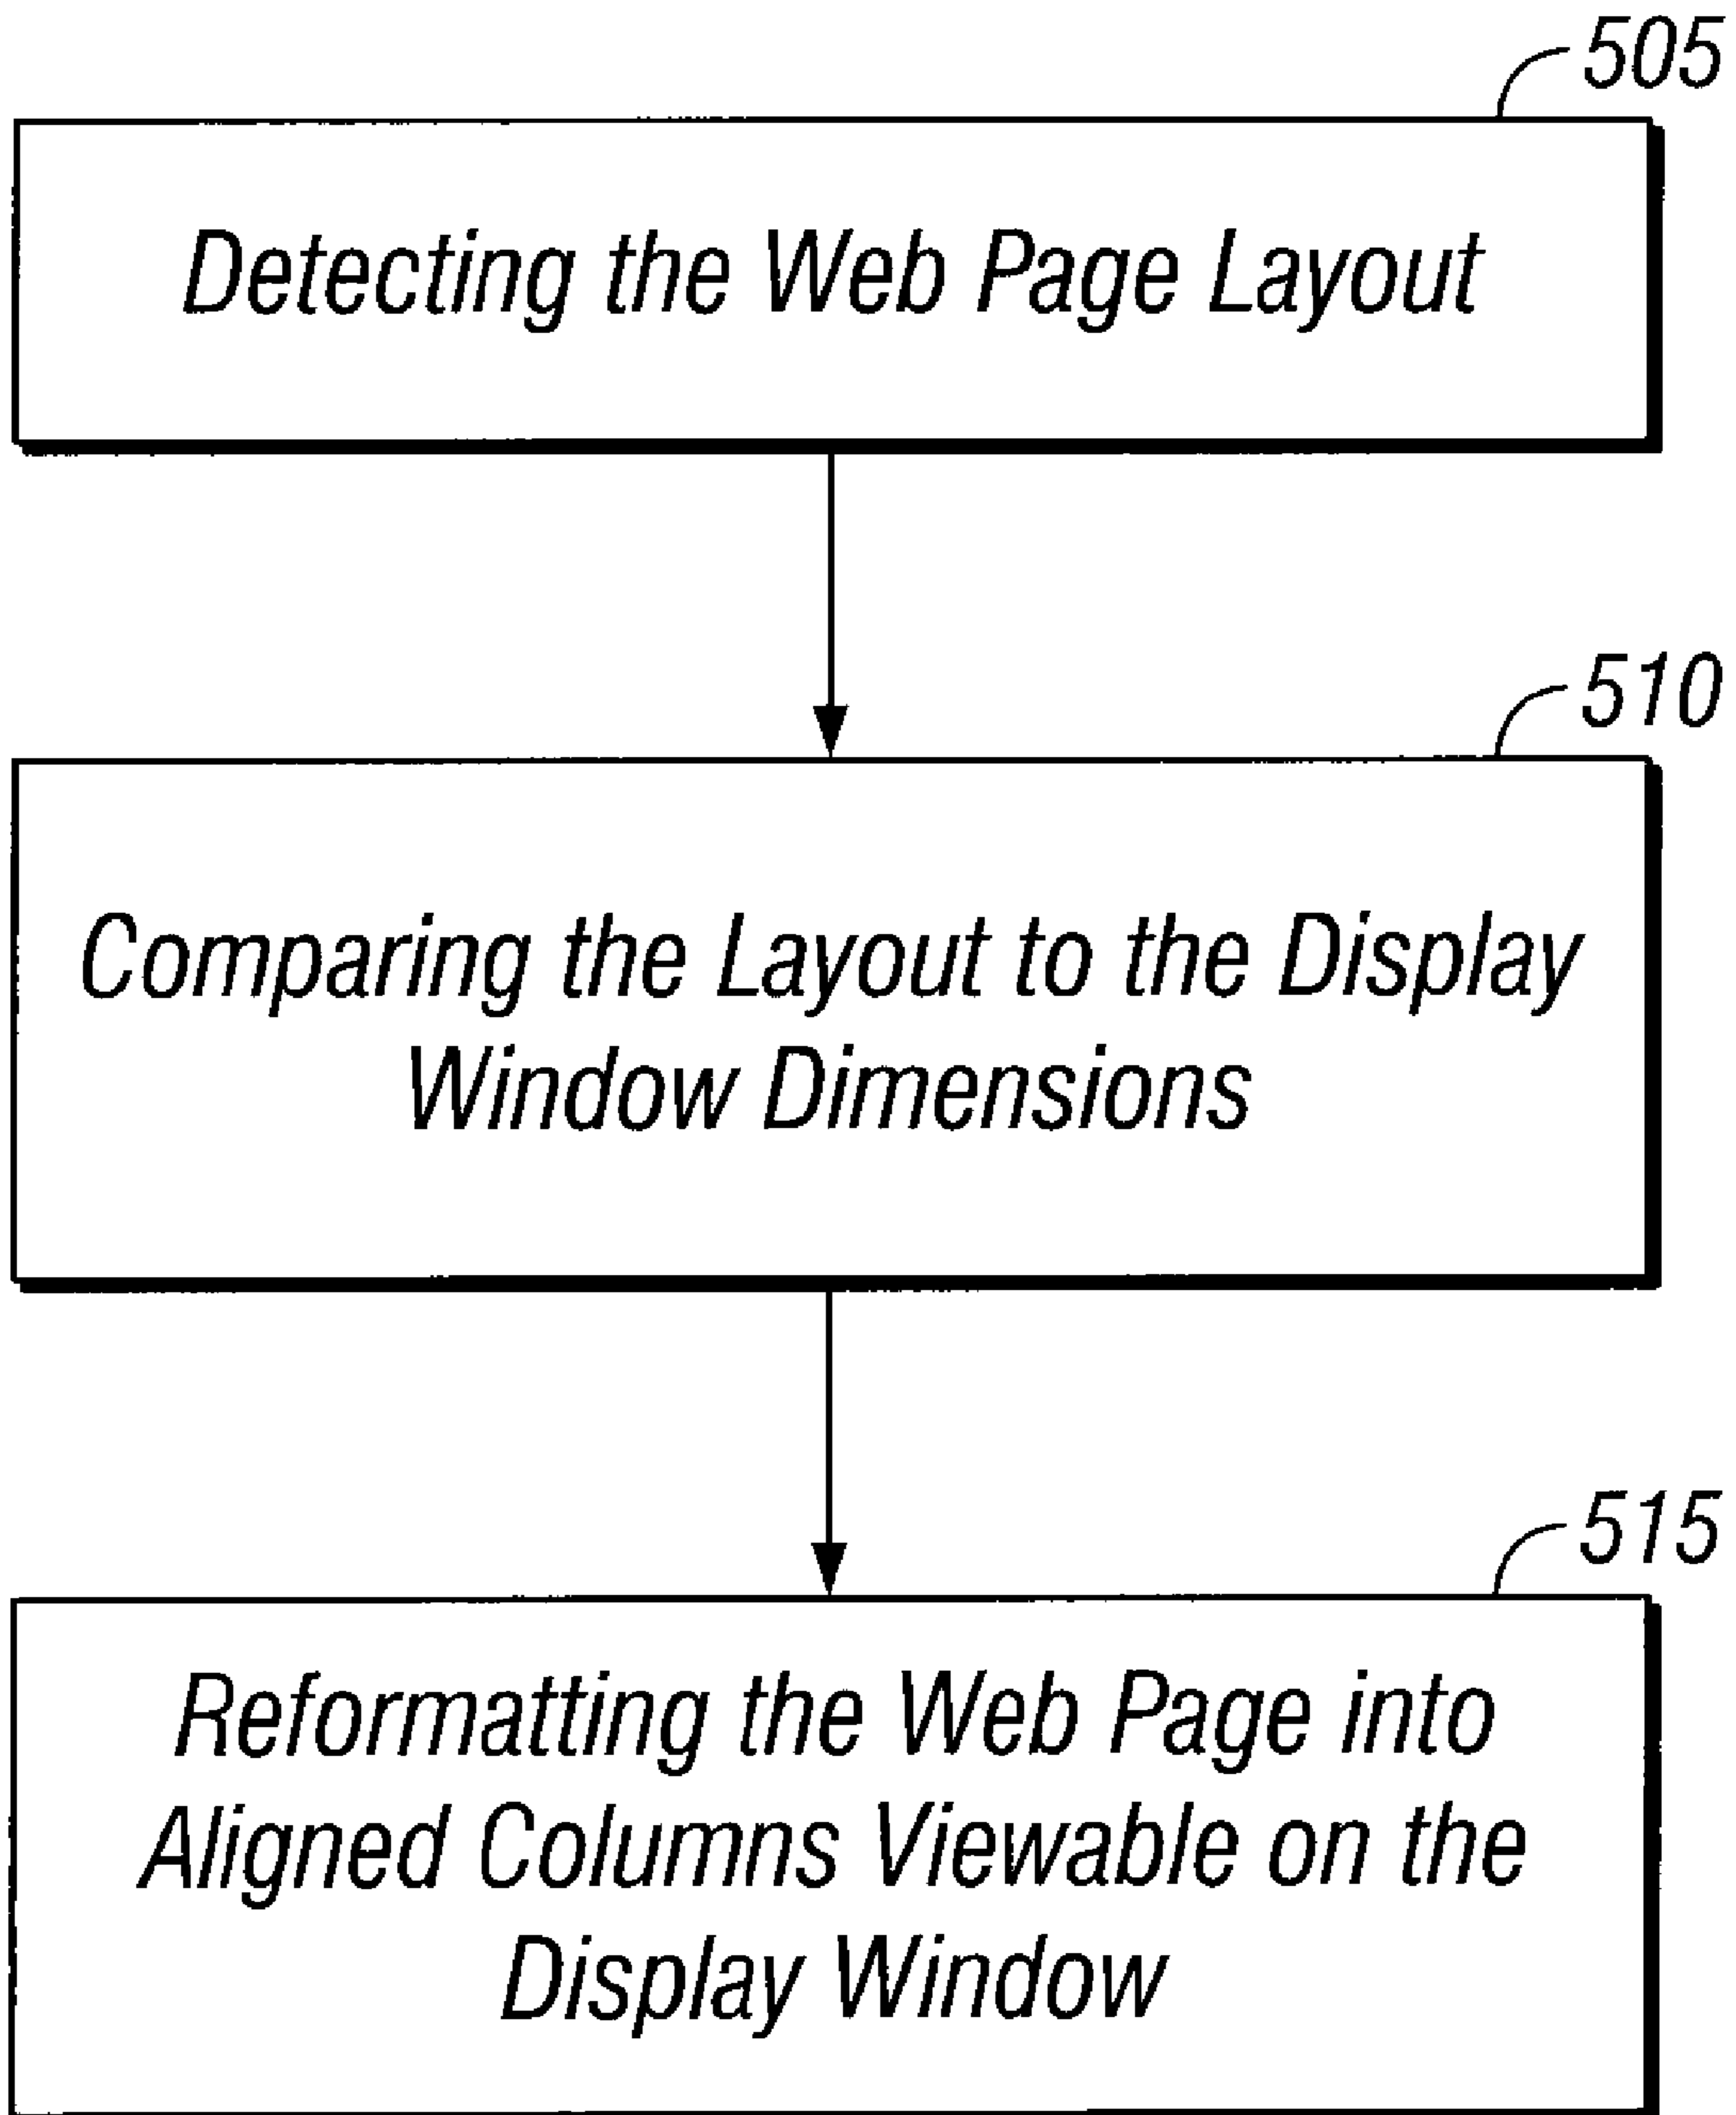 505
Detecting the Web Page Layout
510
Comparing the Layout to the Display
Window Dimensions
515
Reformatting the Web Page into
Aligned Columns Viewable on the
Display Window